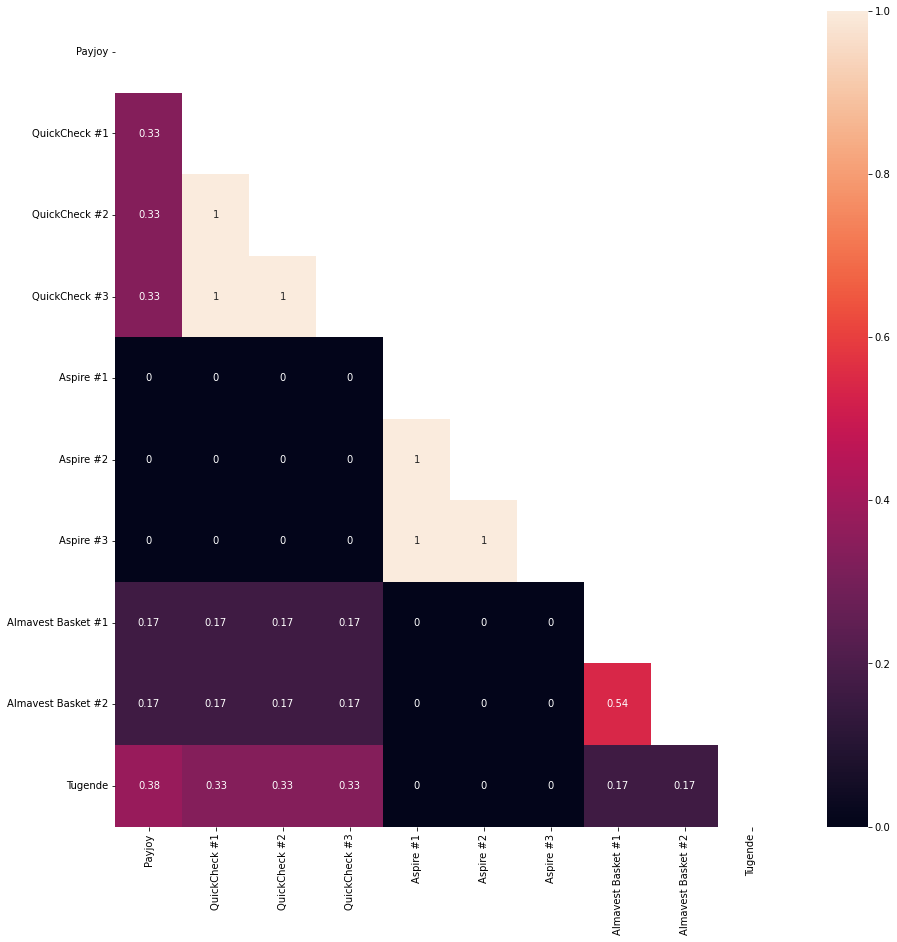 1.0
Payjoy
QuickCheck #1 0.33
0.8
QuickCheck #2 0.33 1
QuickCheck #3 0.33 1 1
0.6
Aspire #1 0 0 0 0
Aspire #2 0 0 0 0 1
0.4
Aspire #3 0 0 0 0 1 1
Almavest Basket #1 0.17 0.17 0.17 0.17 0 0 0
0.2
Almavest Basket #2 0.17 0.17 0.17 0.17 0 0 0 0.54
Tugende 0.38 0.33 0.33 0.33 0 0 0 0.17 0.17
0.0
Payjoy
QuickCheck #1
QuickCheck #2
QuickCheck #3
Aspire #1
Aspire #2
Aspire #3
Almavest Basket #1
Almavest Basket #2
Tugende